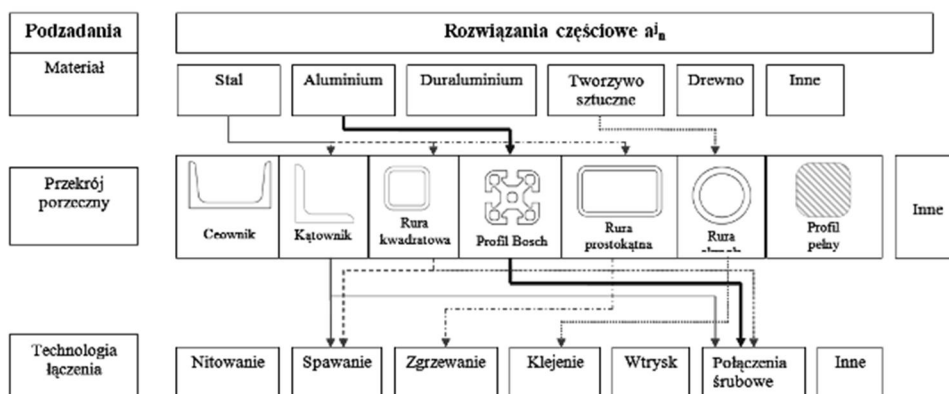 Podzadania
Rozwiązania częściowe aʲₙ
Materiał
Stal
Aluminium
Duraluminium
Tworzywo
sztuczne
Drewno
Inne
Przekrój
porzeczny
Ceownik
Kątownik
Rura
kwadratowa
Profil Bosch
Rura
prostokątna
Rura
Profil
pełny
Inne
Technologia
łączenia
Nitowanie
Spawanie
Zgrzewanie
Klejenie
Wtrysk
Połączenia
śrubowe
Inne